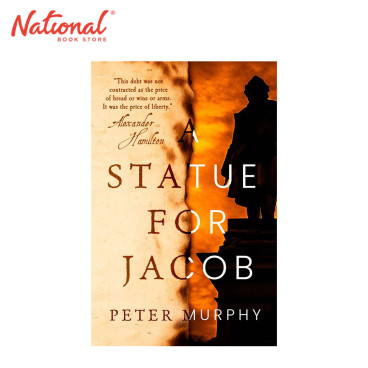 National
BOOK STORE
"This debt was not
contracted as the price
of bread or wine or arms.
It was the price of liberty."
Alexander
Hamilton
A
STATUE
FOR
JACOB
PETER MURPHY